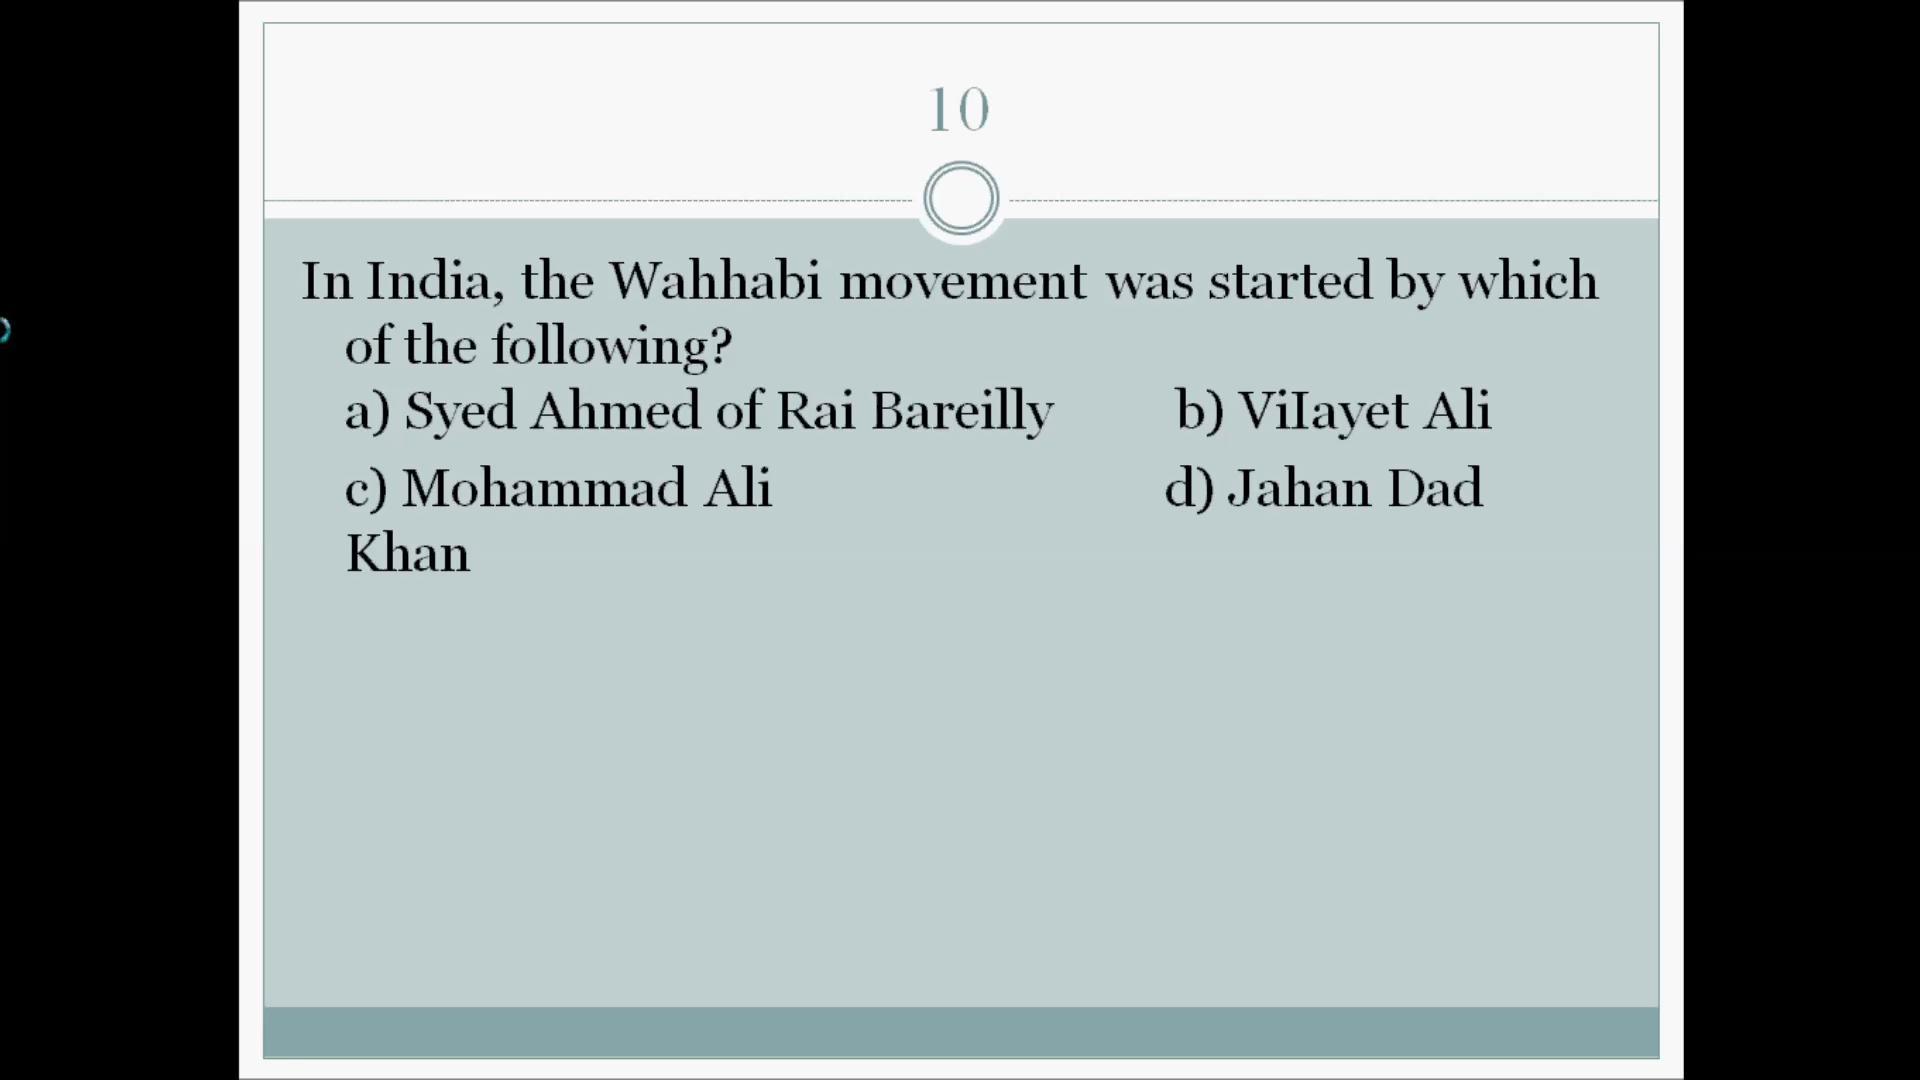 10
In India, the Wahhabi movement was started by which
of the following?
a) Syed Ahmed of Rai Bareilly b) ViIayet Ali
c) Mohammad Ali d) Jahan Dad
Khan